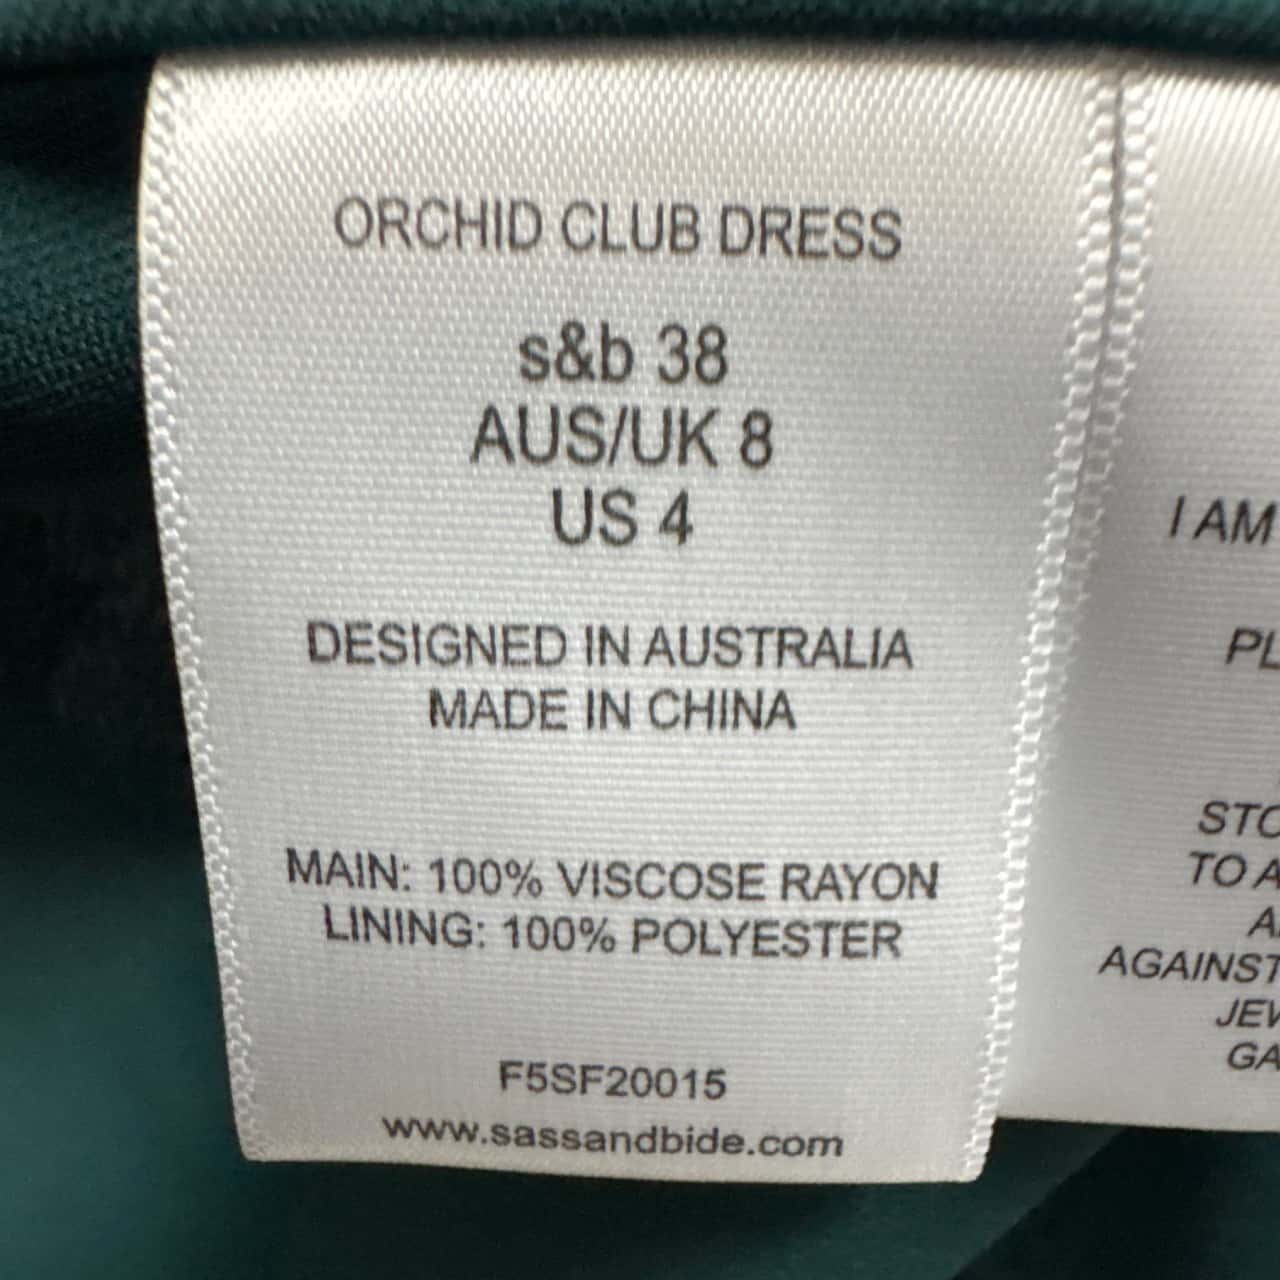 ORCHID CLUB DRESS
s&b 38
AUS/UK 8
US 4
DESIGNED IN AUSTRALIA
MADE IN CHINA
MAIN: 100% VISCOSE RAYON
LINING: 100% POLYESTER
F5SF20015
www.sassandbide.com
I AM
TO A
AGAINST